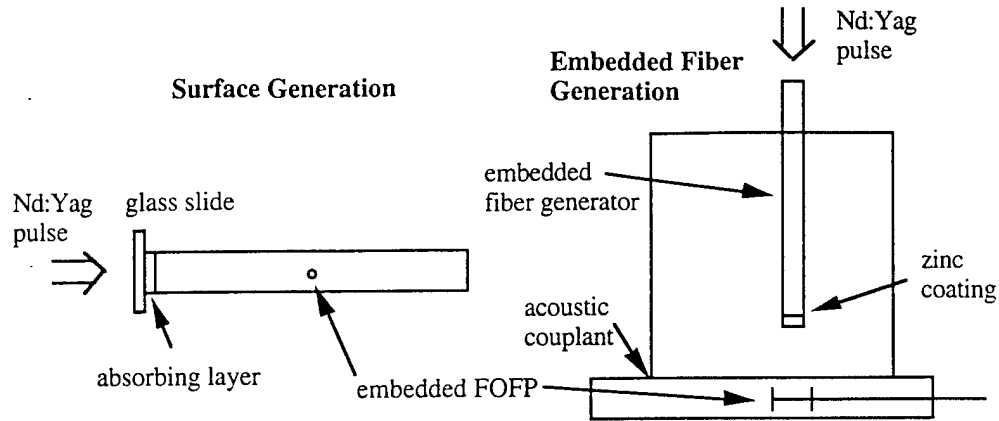 Surface Generation
Nd:Yag
pulse
glass slide
absorbing layer
embedded FOFP
Embedded Fiber
Generation
Nd:Yag
pulse
embedded
fiber generator
zinc
coating
acoustic
couplant